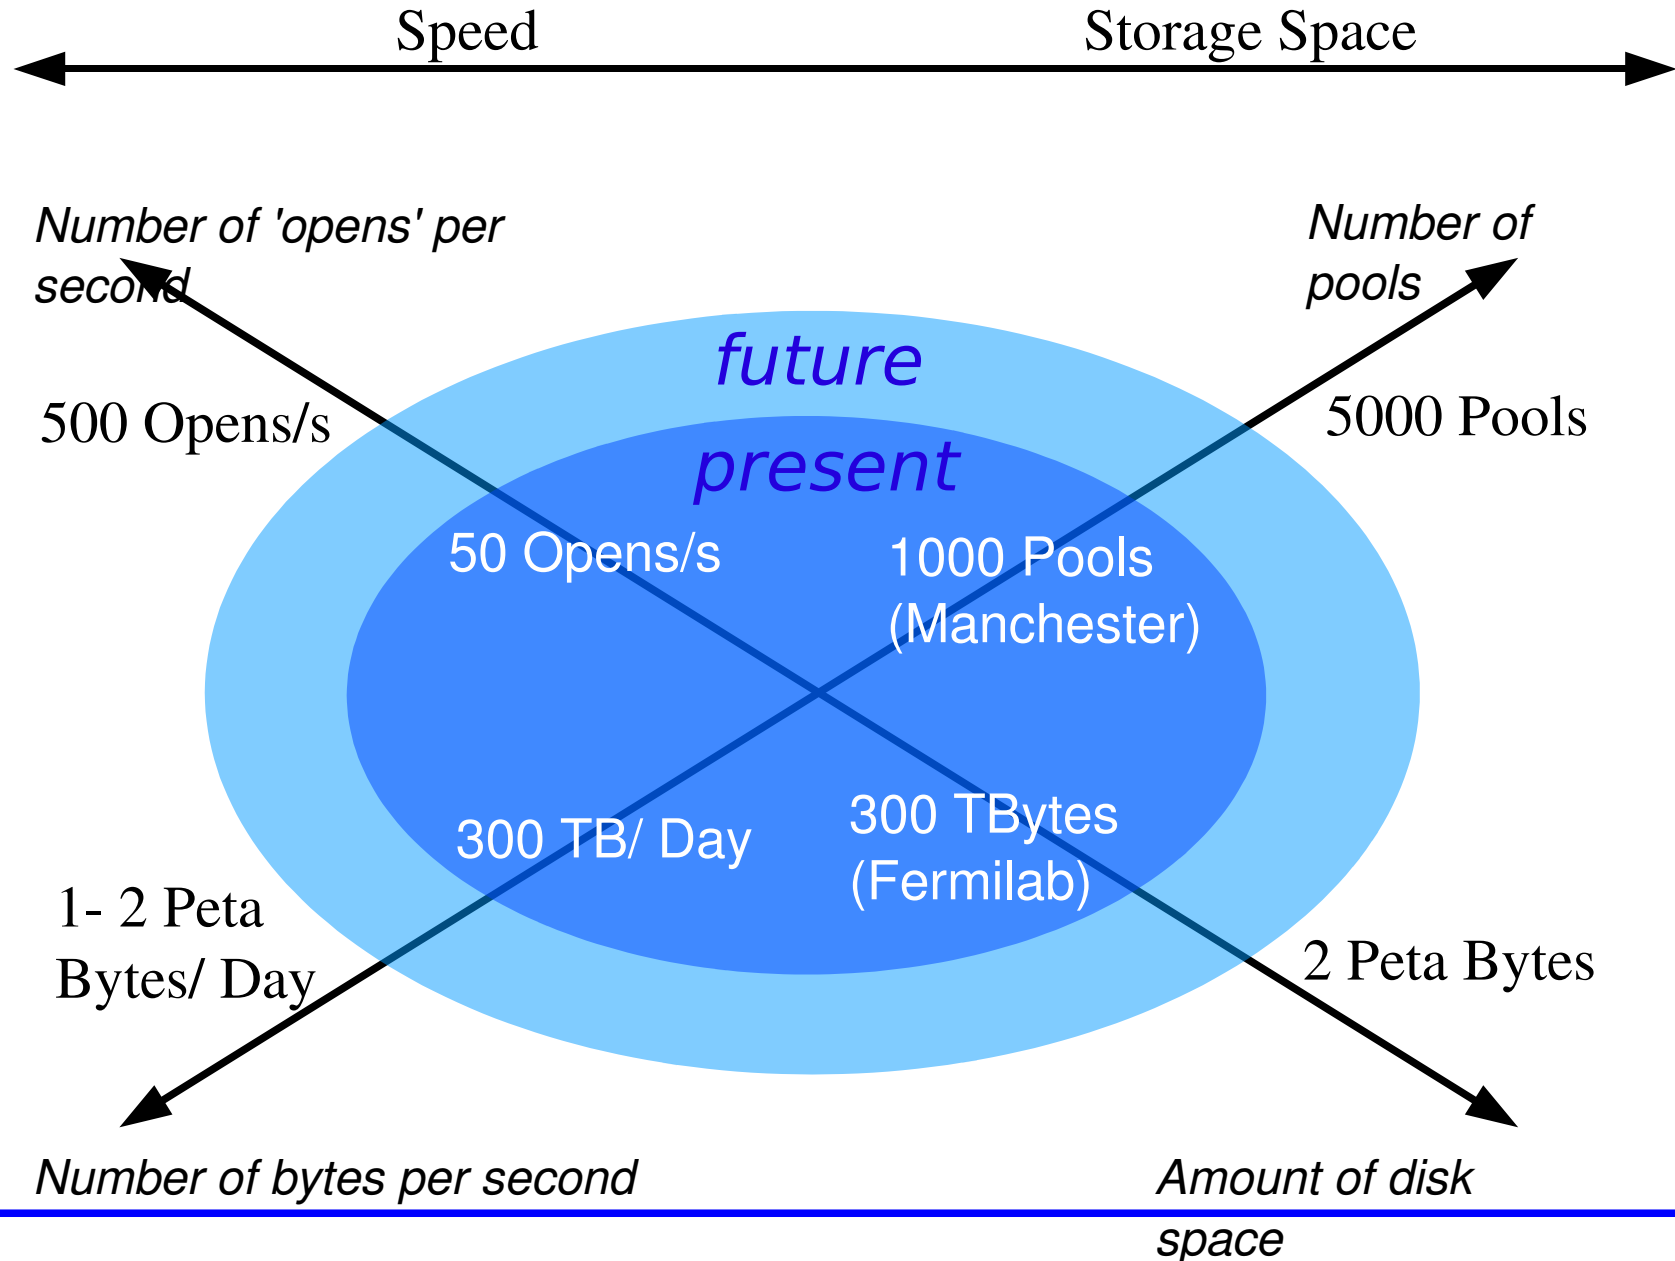 Speed
Storage Space
Number of 'opens' per
second
Number of
pools
future
500 Opens/s
5000 Pools
present
50 Opens/s
1000 Pools
(Manchester)
300 TB/ Day
300 TBytes
(Fermilab)
1- 2 Peta
Bytes/ Day
2 Peta Bytes
Number of bytes per second
Amount of disk
space